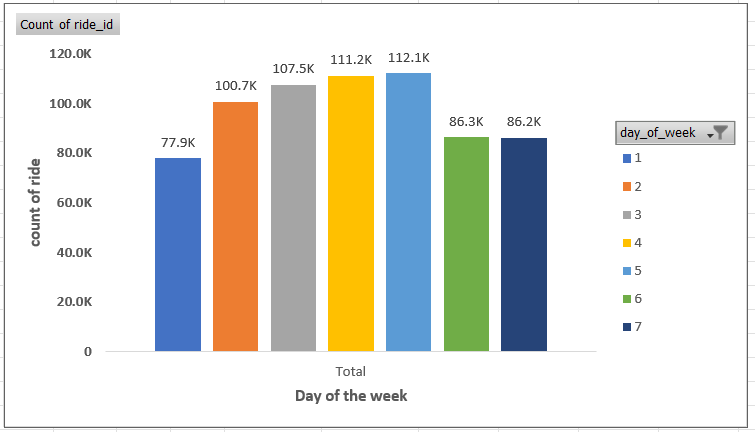 Count of ride_id
120.0K
100.0K
80.0K
60.0K
40.0K
20.0K
0
count of ride
77.9K
100.7K
107.5K
111.2K
112.1K
86.3K
86.2K
Total
Day of the week
day_of_week
1
2
3
4
5
6
7